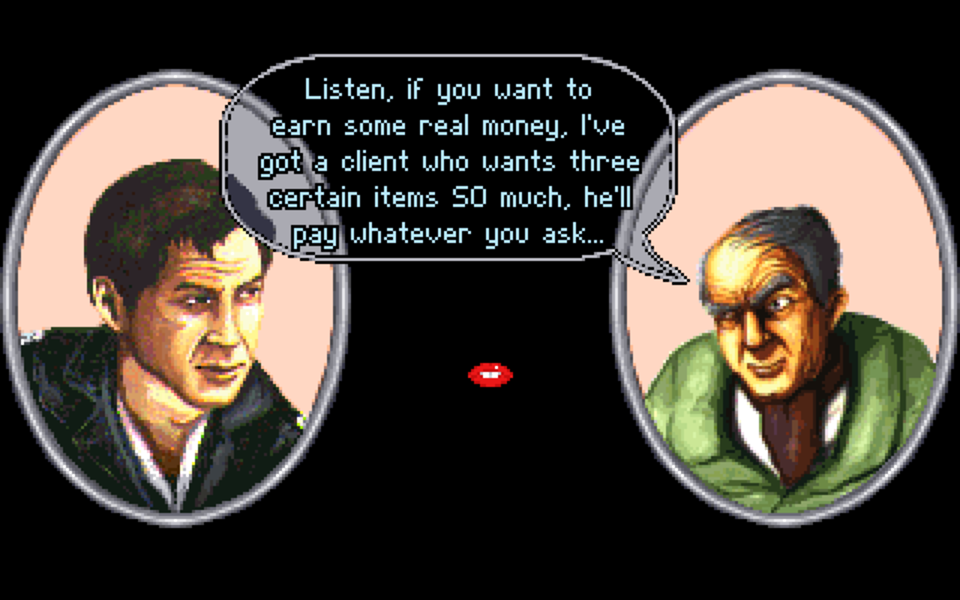 Listen, if you want to
earn some real money, I've
got a client who wants three
certain items SO much, he'll
pay whatever you ask...